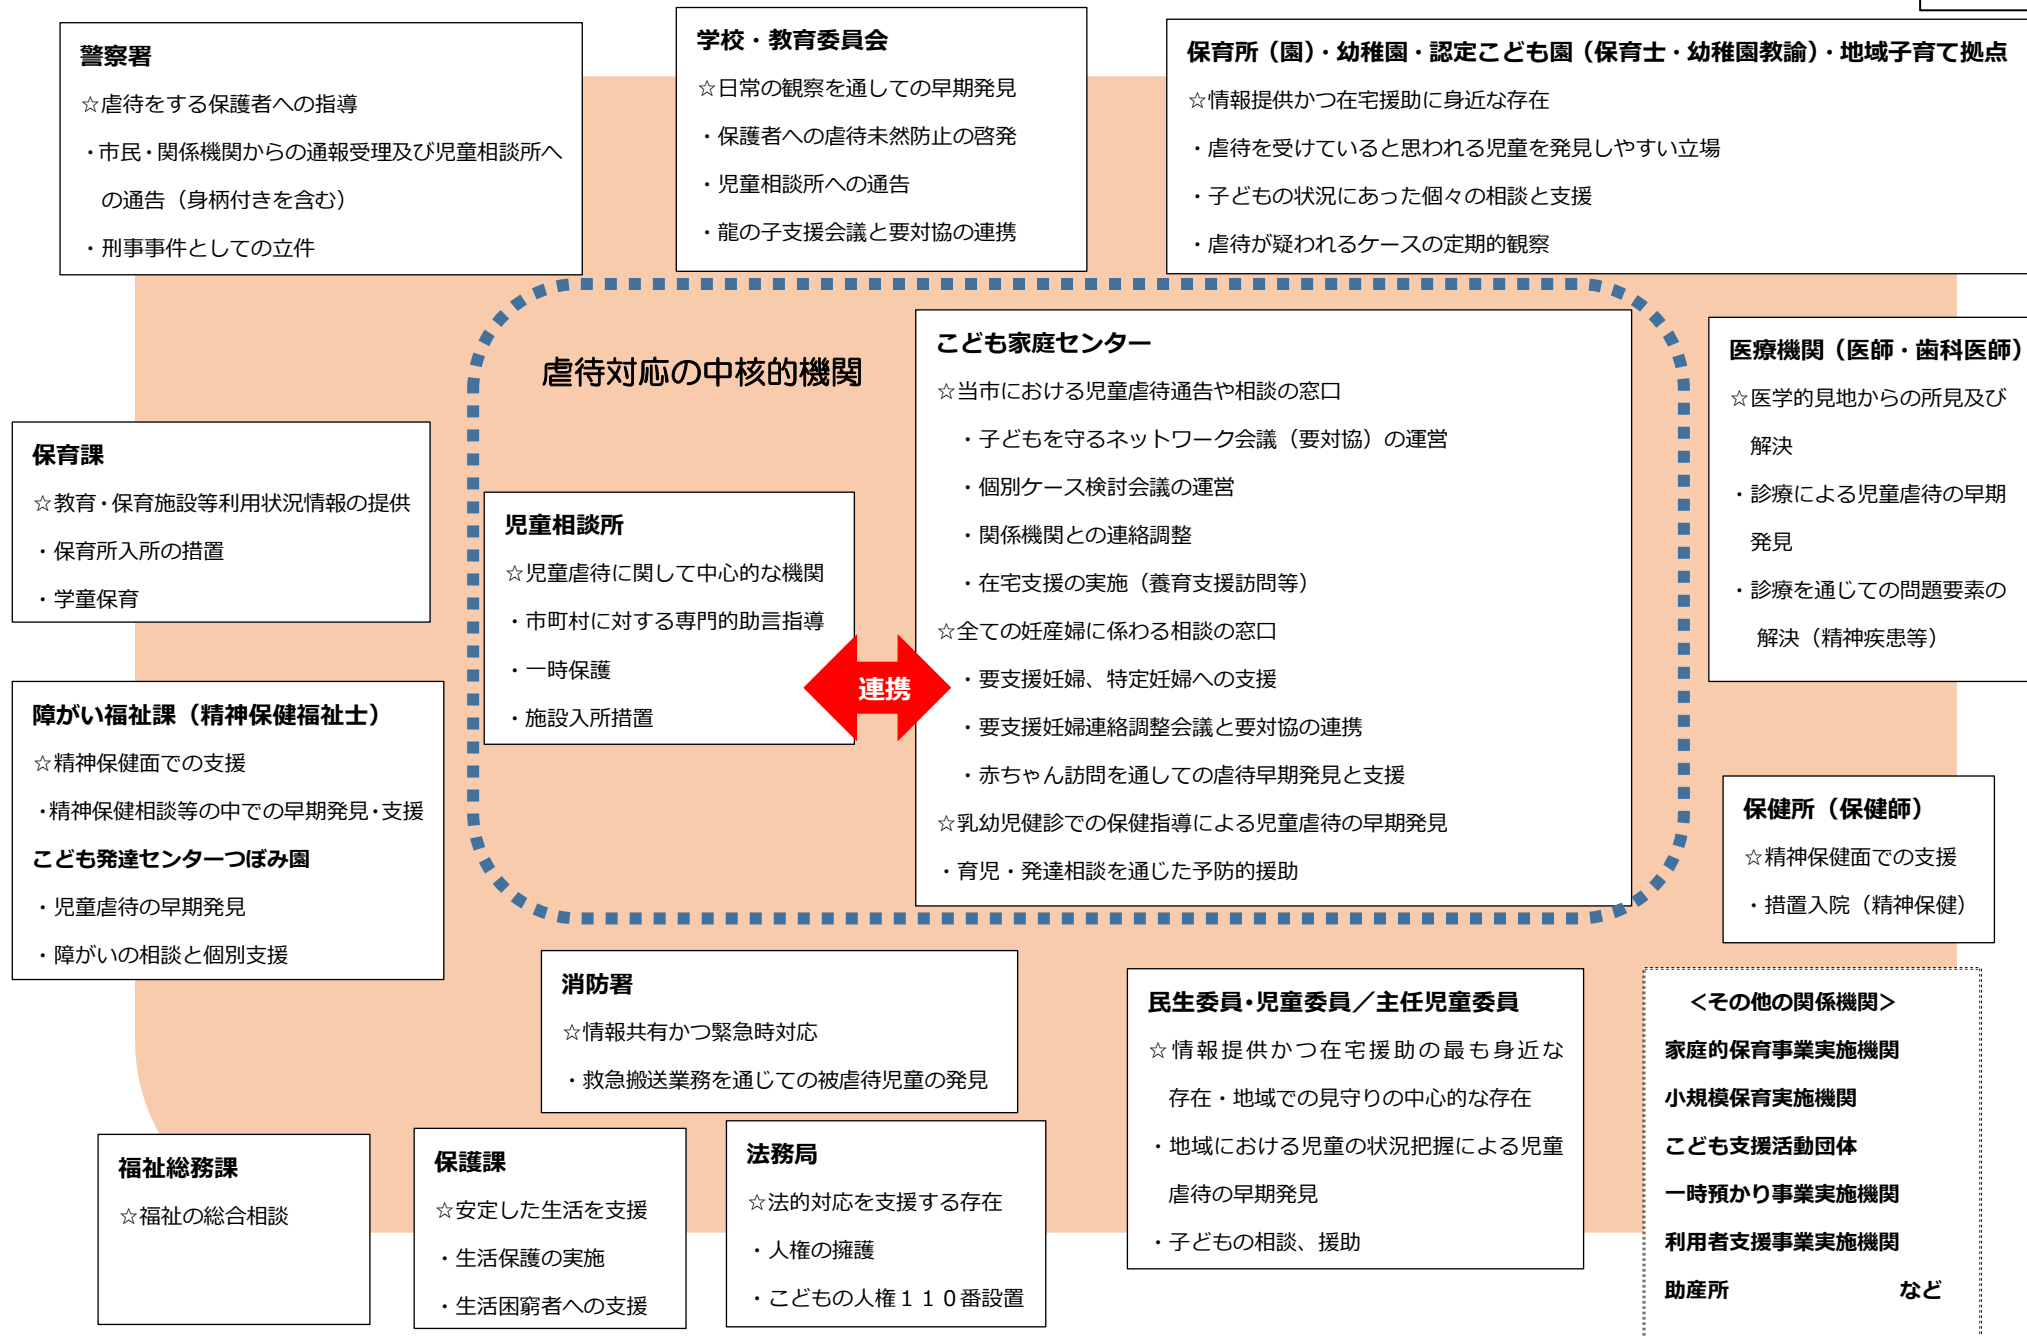 警察署
☆虐待をする保護者への指導
・市民・関係機関からの通報受理及び児童相談所へ
の通告（身柄付きを含む）
・刑事事件としての立件
学校・教育委員会
☆日常の観察を通しての早期発見
・保護者への虐待未然防止の啓発
・児童相談所への通告
・龍の子支援会議と要対協の連携
保育所（園）・幼稚園・認定こども園（保育士・幼稚園教諭）・地域子育て拠点
☆情報提供かつ在宅援助に身近な存在
・虐待を受けていると思われる児童を発見しやすい立場
・子どもの状況にあった個々の相談と支援
・虐待が疑われるケースの定期的観察
虐待対応の中核的機関
こども家庭センター
☆当市における児童虐待通告や相談の窓口
・子どもを守るネットワーク会議（要対協）の運営
・個別ケース検討会議の運営
・関係機関との連絡調整
・在宅支援の実施（養育支援訪問等）
☆全ての妊産婦に係わる相談の窓口
・要支援妊婦、特定妊婦への支援
・要支援妊婦連絡調整会議と要対協の連携
・赤ちゃん訪問を通しての虐待早期発見と支援
☆乳幼児健診での保健指導による児童虐待の早期発見
・育児・発達相談を通じた予防的援助
児童相談所
☆児童虐待に関して中心的な機関
・市町村に対する専門的助言指導
・一時保護
・施設入所措置
連携
医療機関（医師・歯科医師）
☆医学的見地からの所見及び
解決
・診療による児童虐待の早期
発見
・診療を通じての問題要素の
解決（精神疾患等）
保育課
☆教育・保育施設等利用状況情報の提供
・保育所入所の措置
・学童保育
障がい福祉課（精神保健福祉士）
☆精神保健面での支援
・精神保健相談等の中での早期発見・支援
こども発達センターつぼみ園
・児童虐待の早期発見
・障がいの相談と個別支援
保健所（保健師）
☆精神保健面での支援
・措置入院（精神保健）
消防署
☆情報共有かつ緊急時対応
・救急搬送業務を通じての被虐待児童の発見
民生委員・児童委員／主任児童委員
☆情報提供かつ在宅援助の最も身近な
存在・地域での見守りの中心的な存在
・地域における児童の状況把握による児童
虐待の早期発見
・子どもの相談、援助
＜その他の関係機関＞
家庭的保育事業実施機関
小規模保育実施機関
こども支援活動団体
一時預かり事業実施機関
利用者支援事業実施機関
助産所　など
福祉総務課
☆福祉の総合相談
保護課
☆安定した生活を支援
・生活保護の実施
・生活困窮者への支援
法務局
☆法的対応を支援する存在
・人権の擁護
・こどもの人権１１０番設置